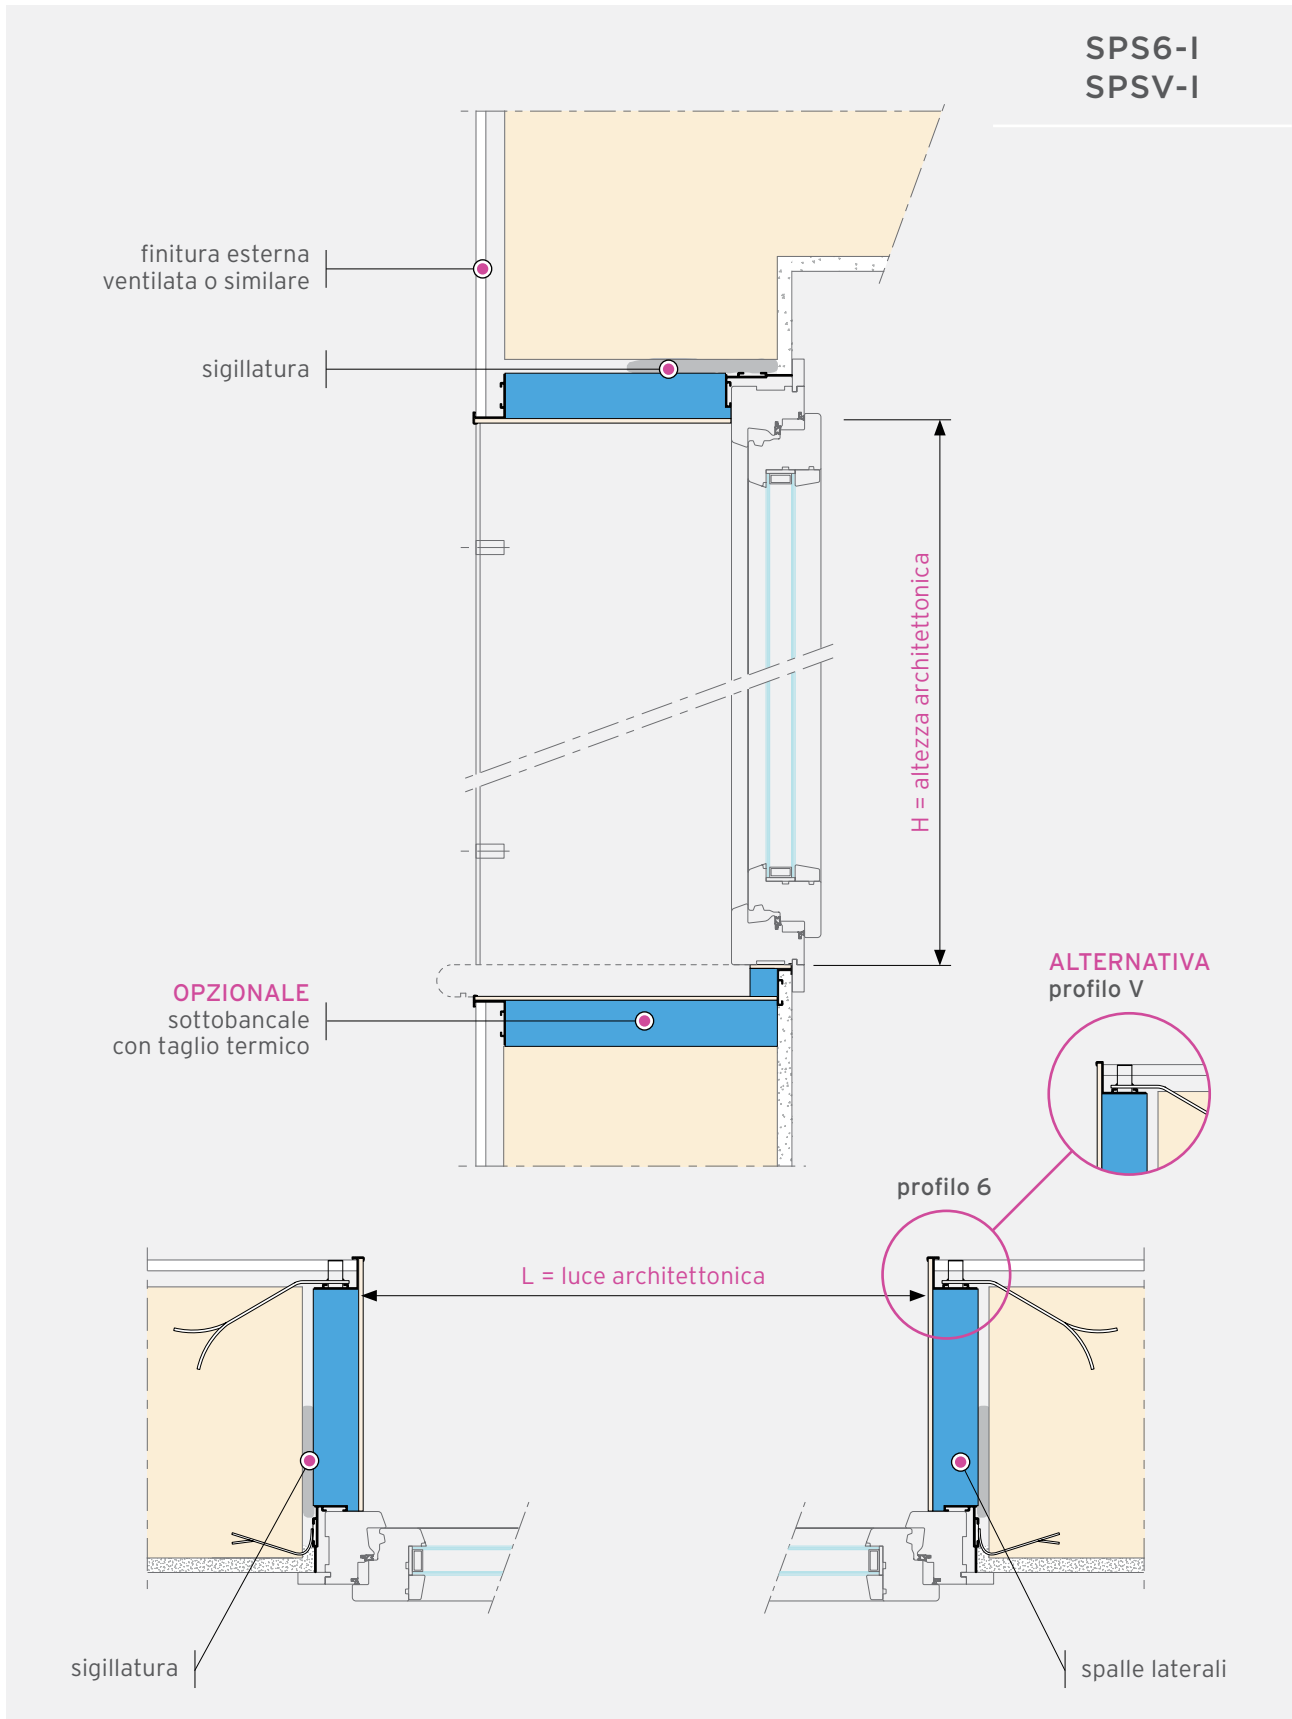 SPS6-I
SPSV-I
finitura esterna
ventilata o similare
sigillatura
H = altezza architettonica
OPZIONALE
sottobancale
con taglio termico
ALTERNATIVA
profilo V
profilo 6
L = luce architettonica
sigillatura
spalle laterali